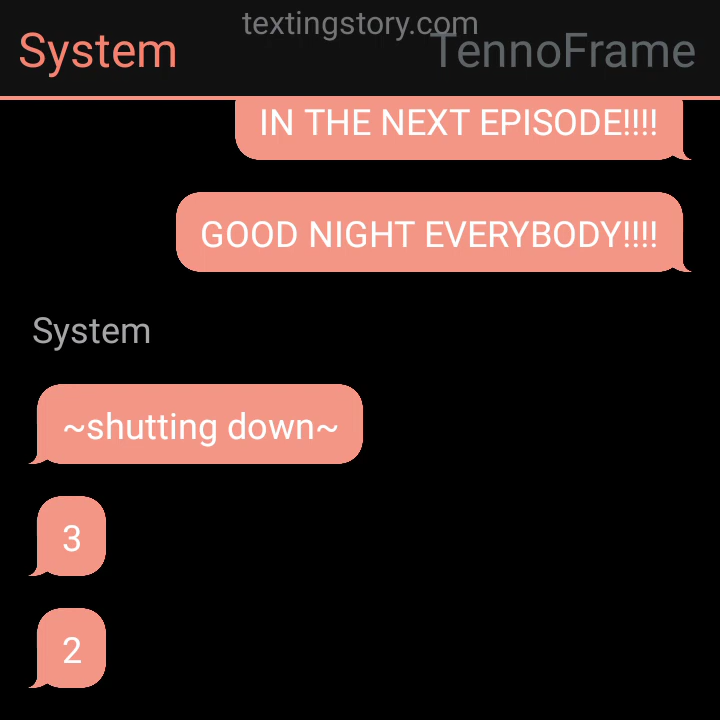 textingstory.com
System
TennoFrame
IN THE NEXT EPISODE!!!!
GOOD NIGHT EVERYBODY!!!!
System
~shutting down~
3
2